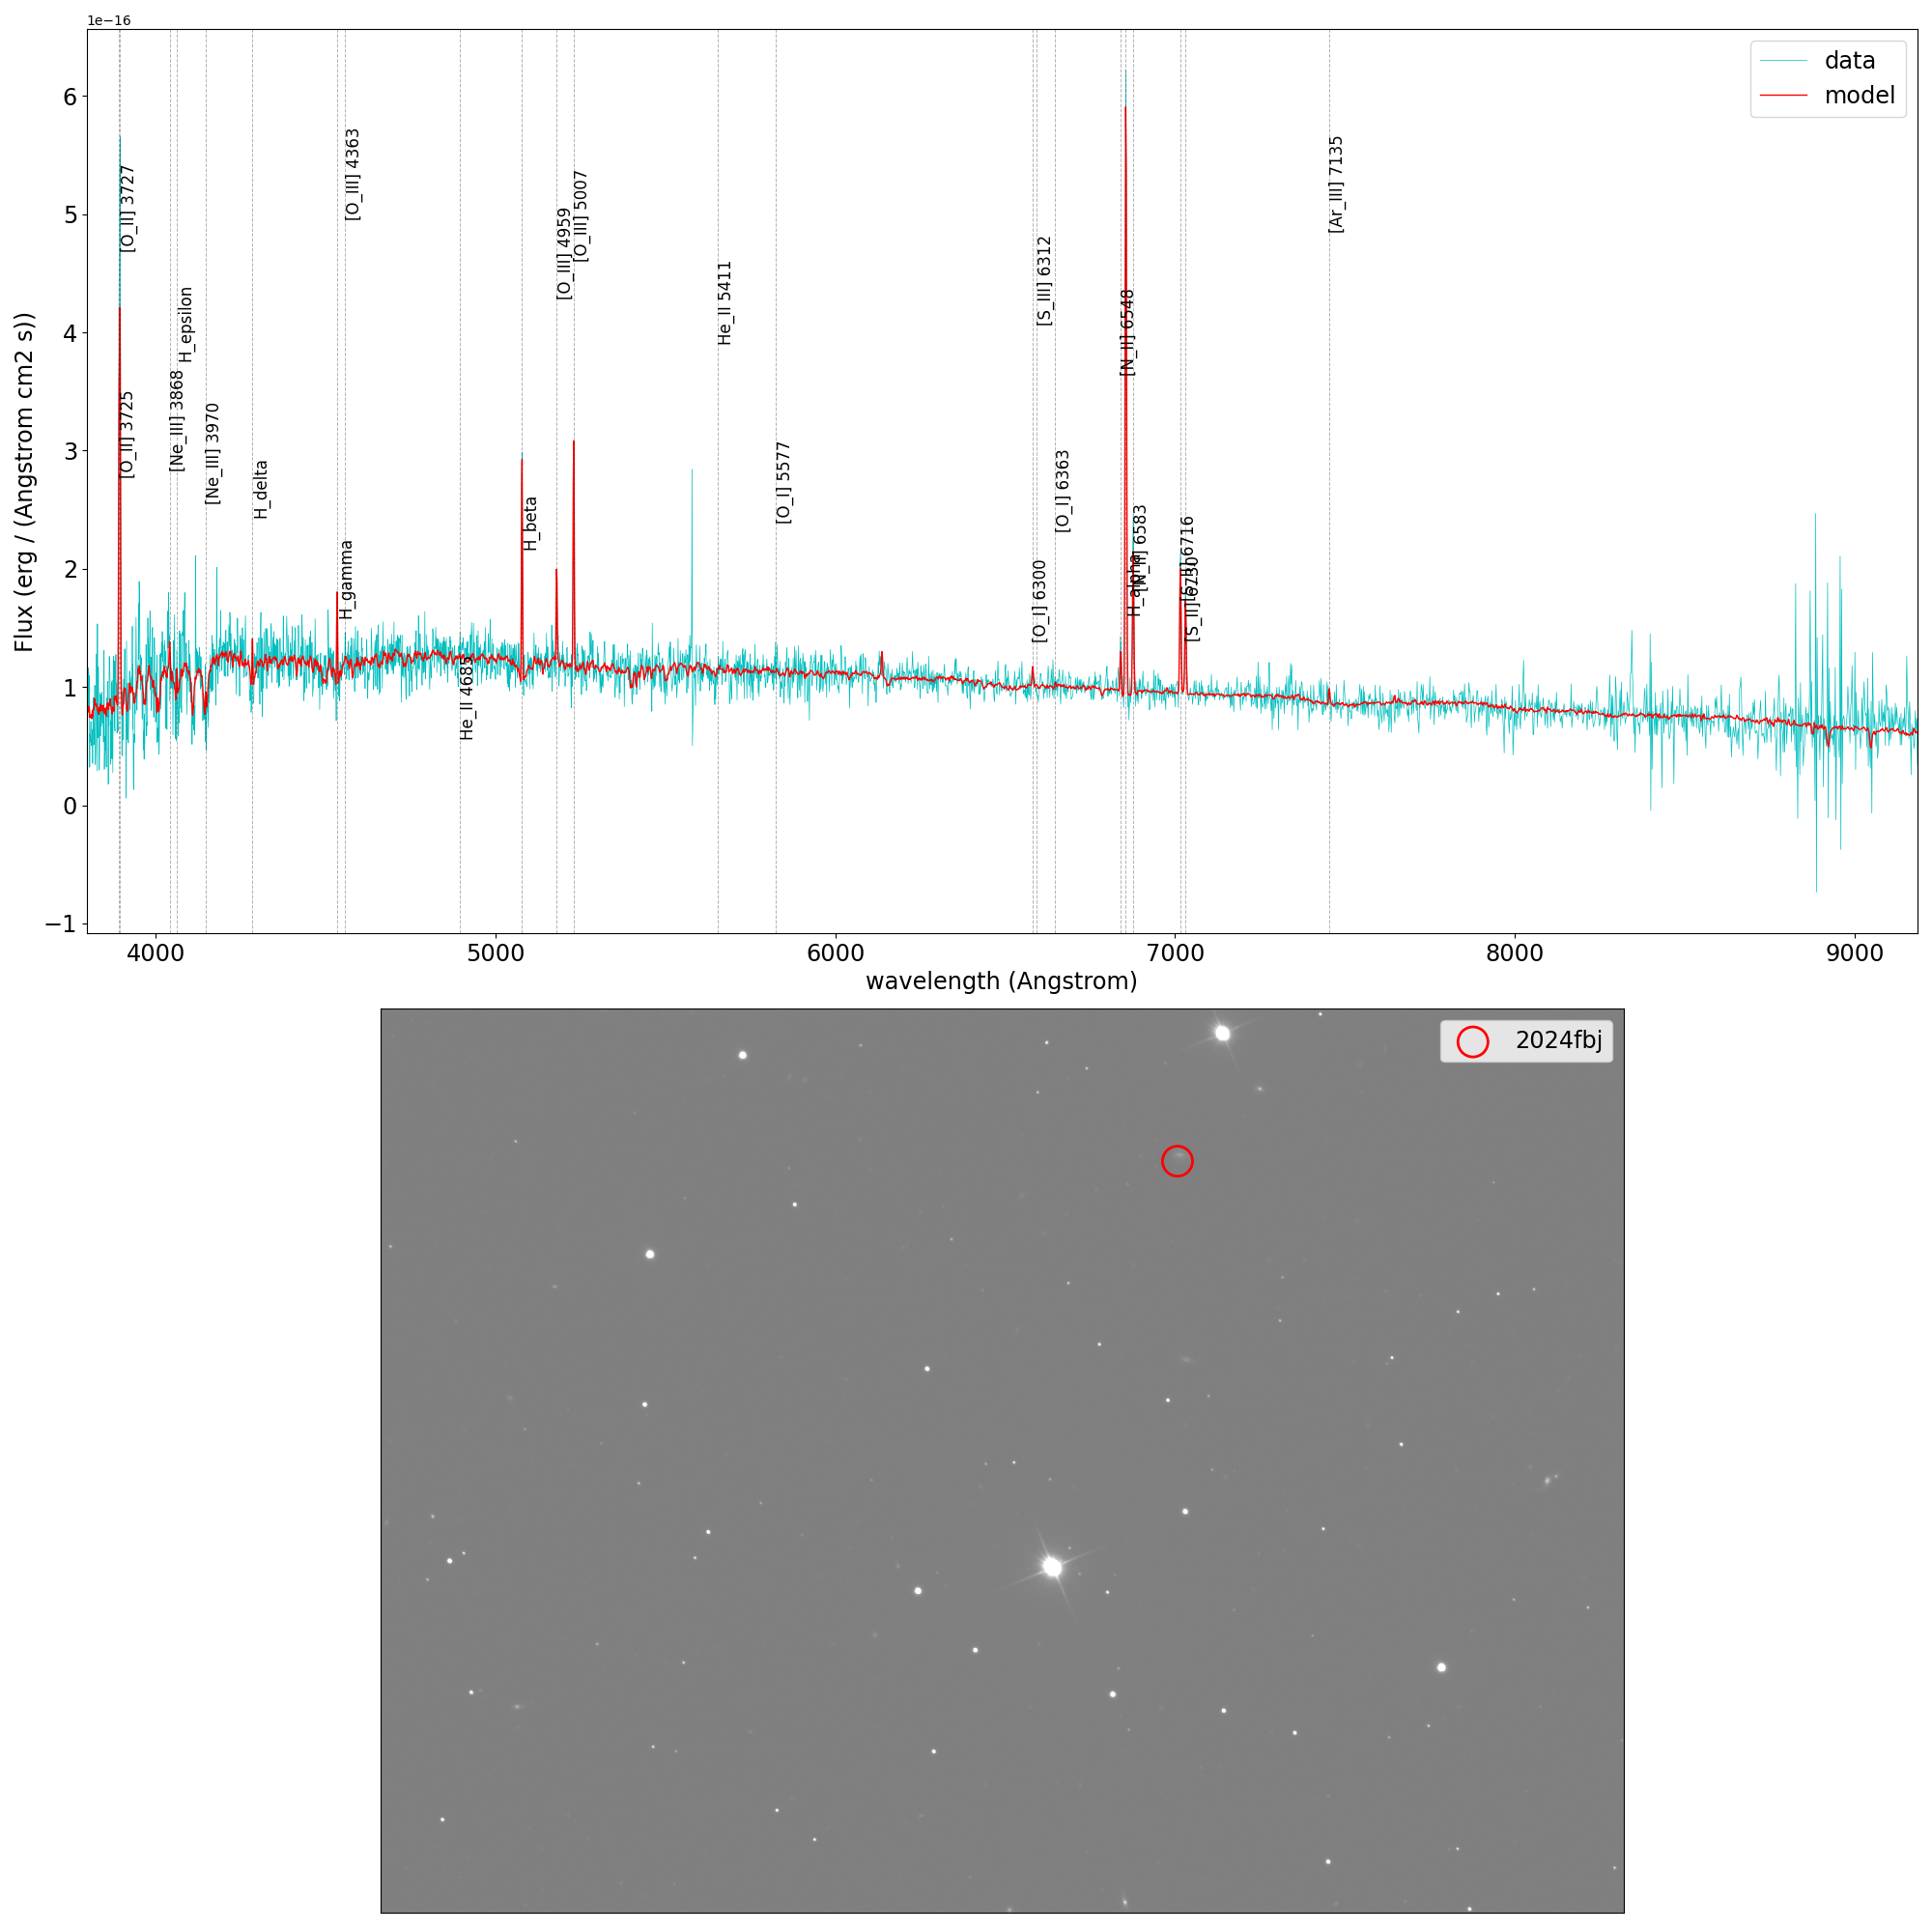 1e−16
data
model
[O_II] 3727
[O_II] 3725
[Ne_III] 3868
H_epsilon
[Ne_III] 3970
H_delta
H_gamma
[O_III] 4363
He_II 4685
H_beta
[O_III] 4959
[O_III] 5007
He_II 5411
[O_I] 5577
[O_I] 6300
[S_III] 6312
[O_I] 6363
[N_II] 6548
H_alpha
[N_II] 6583
[S_II] 6716
[S_II] 6730
[Ar_III] 7135
Flux (erg / (Angstrom cm2 s))
6
5
4
3
2
1
0
−1
4000 5000 6000 7000 8000 9000
wavelength (Angstrom)
2024fbj